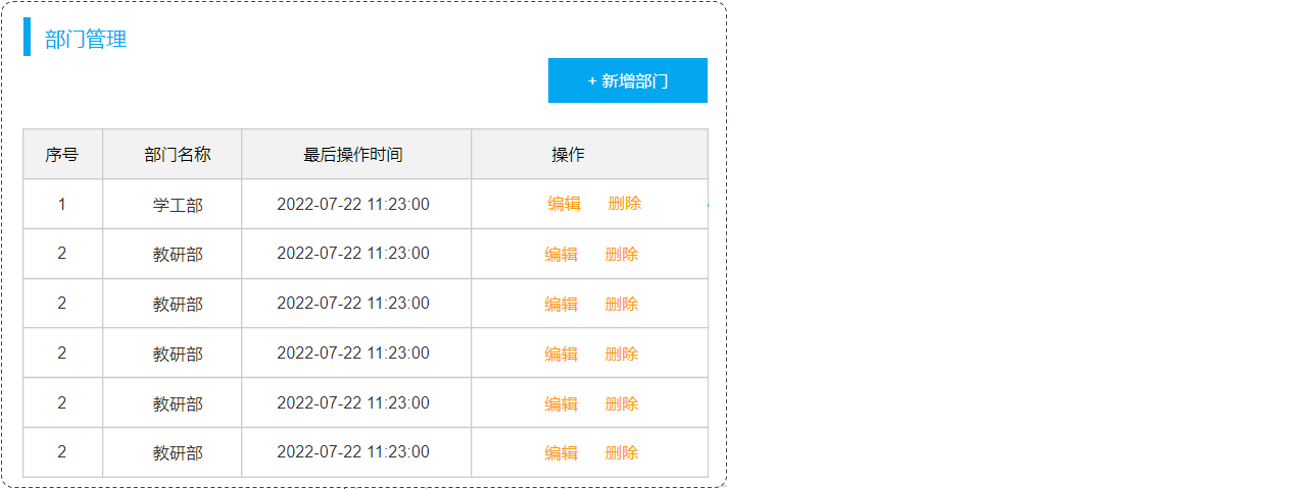 部门管理
+ 新增部门
序号 部门名称 最后操作时间 操作
1 学工部 2022-07-22 11:23:00 编辑 删除
2 教研部 2022-07-22 11:23:00 编辑 删除
2 教研部 2022-07-22 11:23:00 编辑 删除
2 教研部 2022-07-22 11:23:00 编辑 删除
2 教研部 2022-07-22 11:23:00 编辑 删除
2 教研部 2022-07-22 11:23:00 编辑 删除